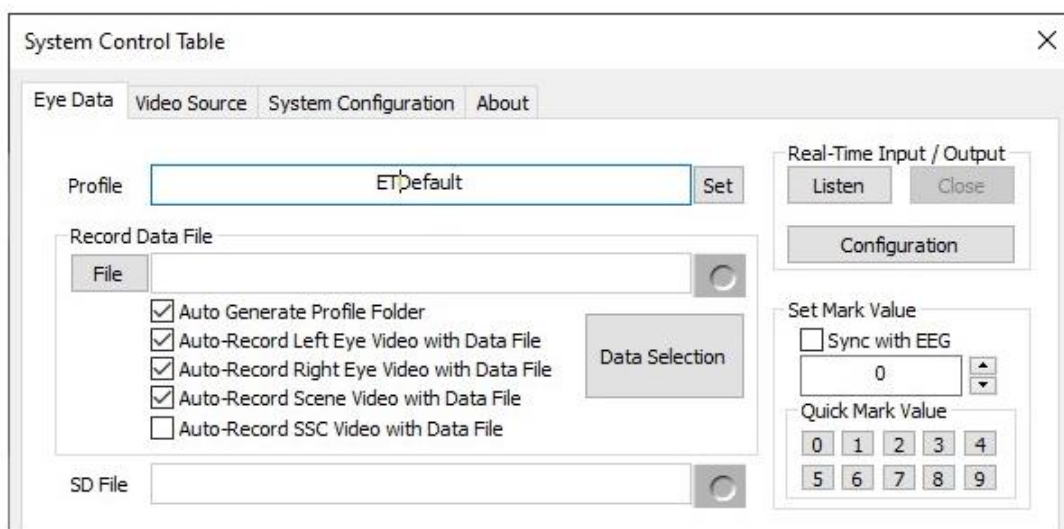 System Control Table
Eye Data Video Source System Configuration About
Profile ETDefault Set
Record Data File
File
Auto Generate Profile Folder
Auto-Record Left Eye Video with Data File
Auto-Record Right Eye Video with Data File
Auto-Record Scene Video with Data File
Auto-Record SSC Video with Data File
Data Selection
SD File
Real-Time Input / Output
Listen Close
Configuration
Set Mark Value
Sync with EEG
0
Quick Mark Value
0 1 2 3 4
5 6 7 8 9